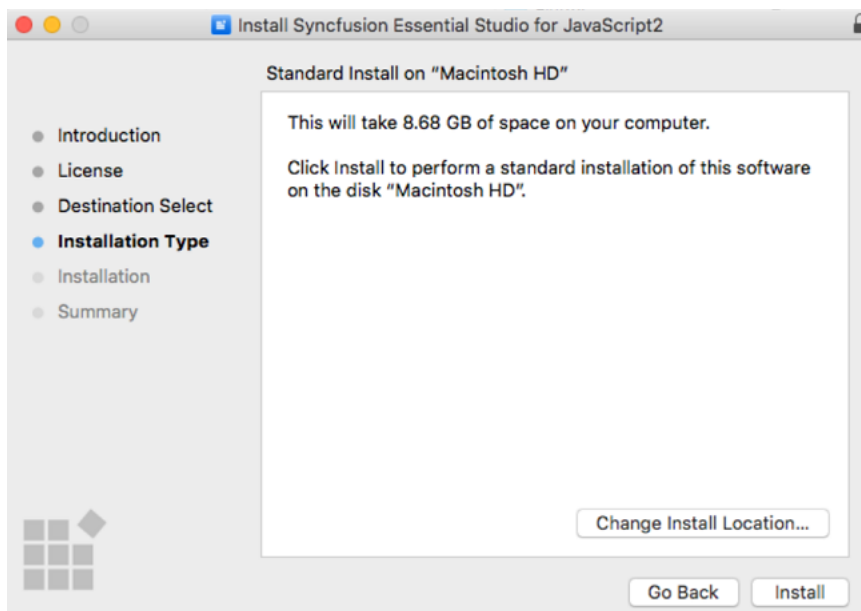 Install Syncfusion Essential Studio for JavaScript2
Standard Install on “Macintosh HD”
Introduction
License
Destination Select
Installation Type
Installation
Summary
This will take 8.68 GB of space on your computer.
Click Install to perform a standard installation of this software
on the disk “Macintosh HD”.
Change Install Location...
Go Back
Install